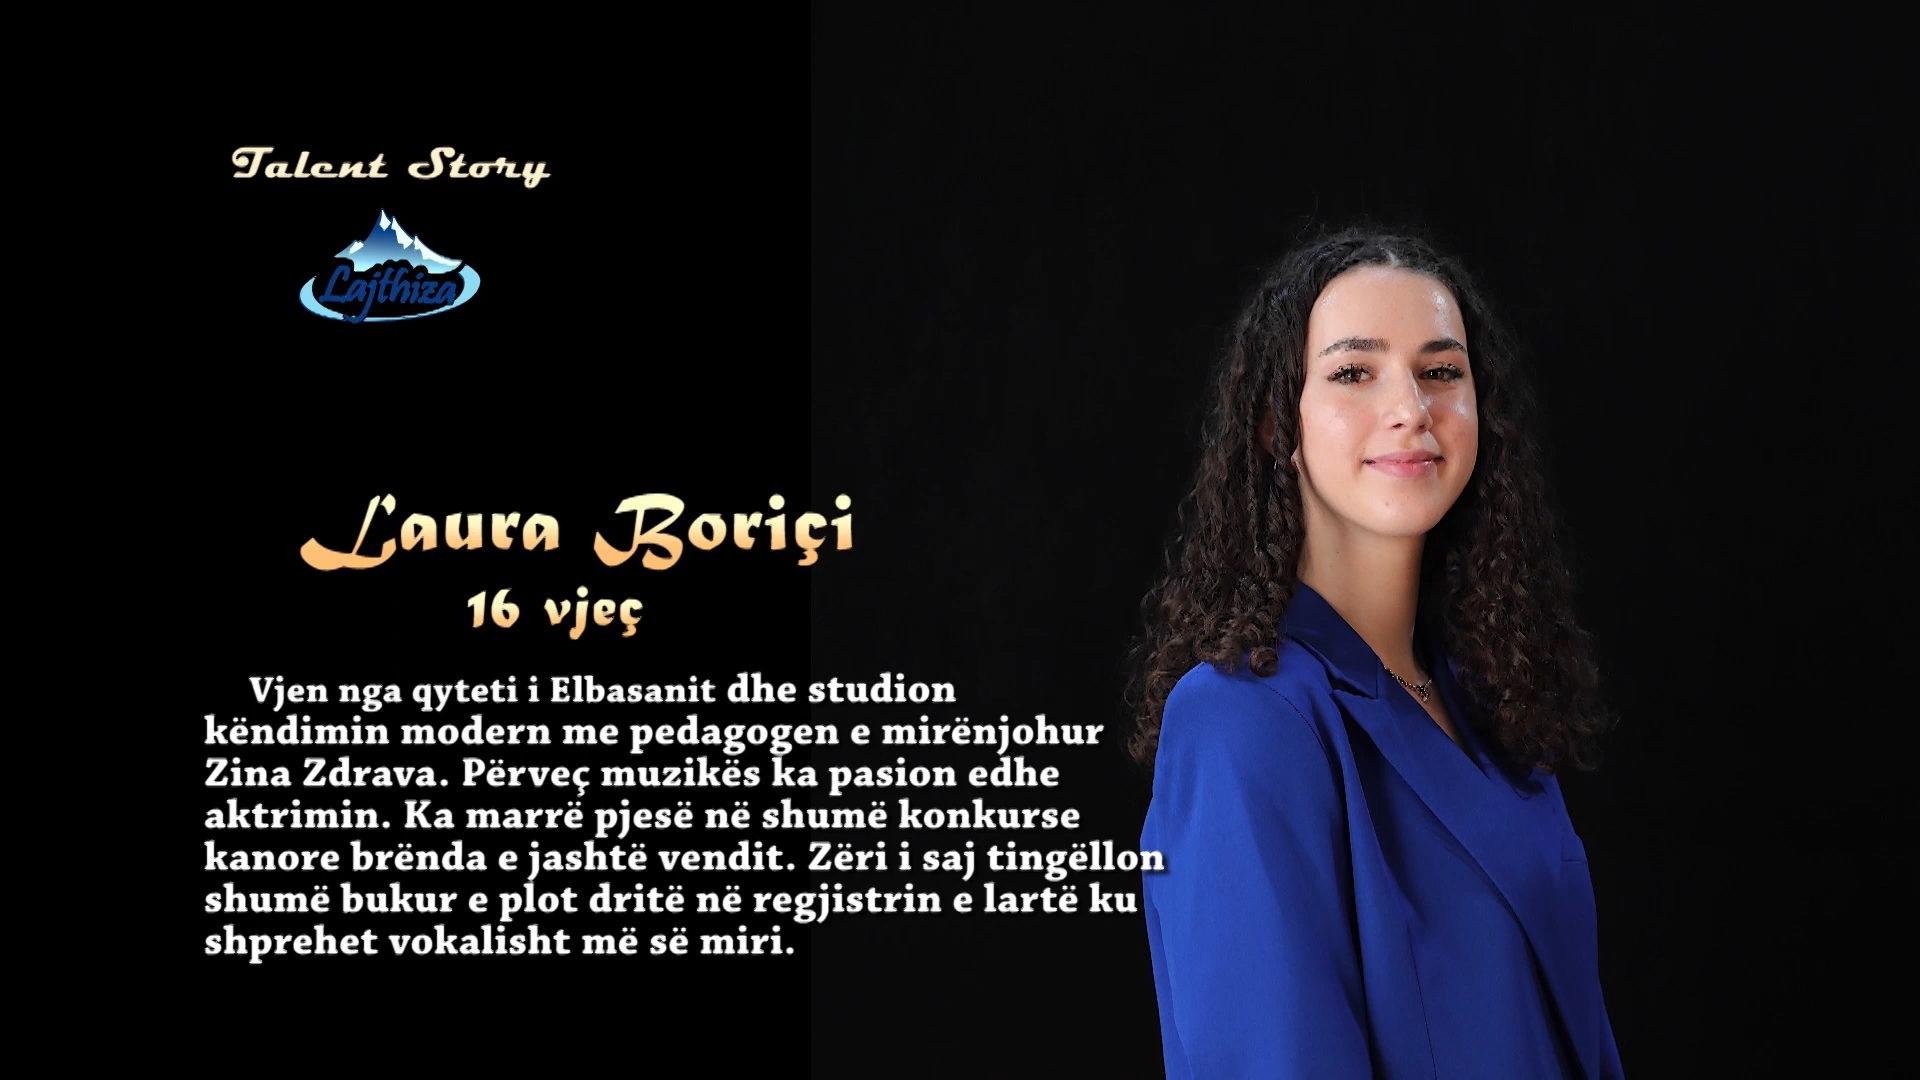 Talent Story
Lajthiza
Laura Boriçi
16 vjeç
Vjen nga qyteti i Elbasanit dhe studion
këndimin modern me pedagogen e mirënjohur
Zina Zdrava. Përveç muzikës ka pasion edhe
aktrimin. Ka marrë pjesë në shumë konkurse
kanore brënda e jashtë vendit. Zëri i saj tingëllon
shumë bukur e plot dritë në regjistrin e lartë ku
shprehet vokalisht më së miri.